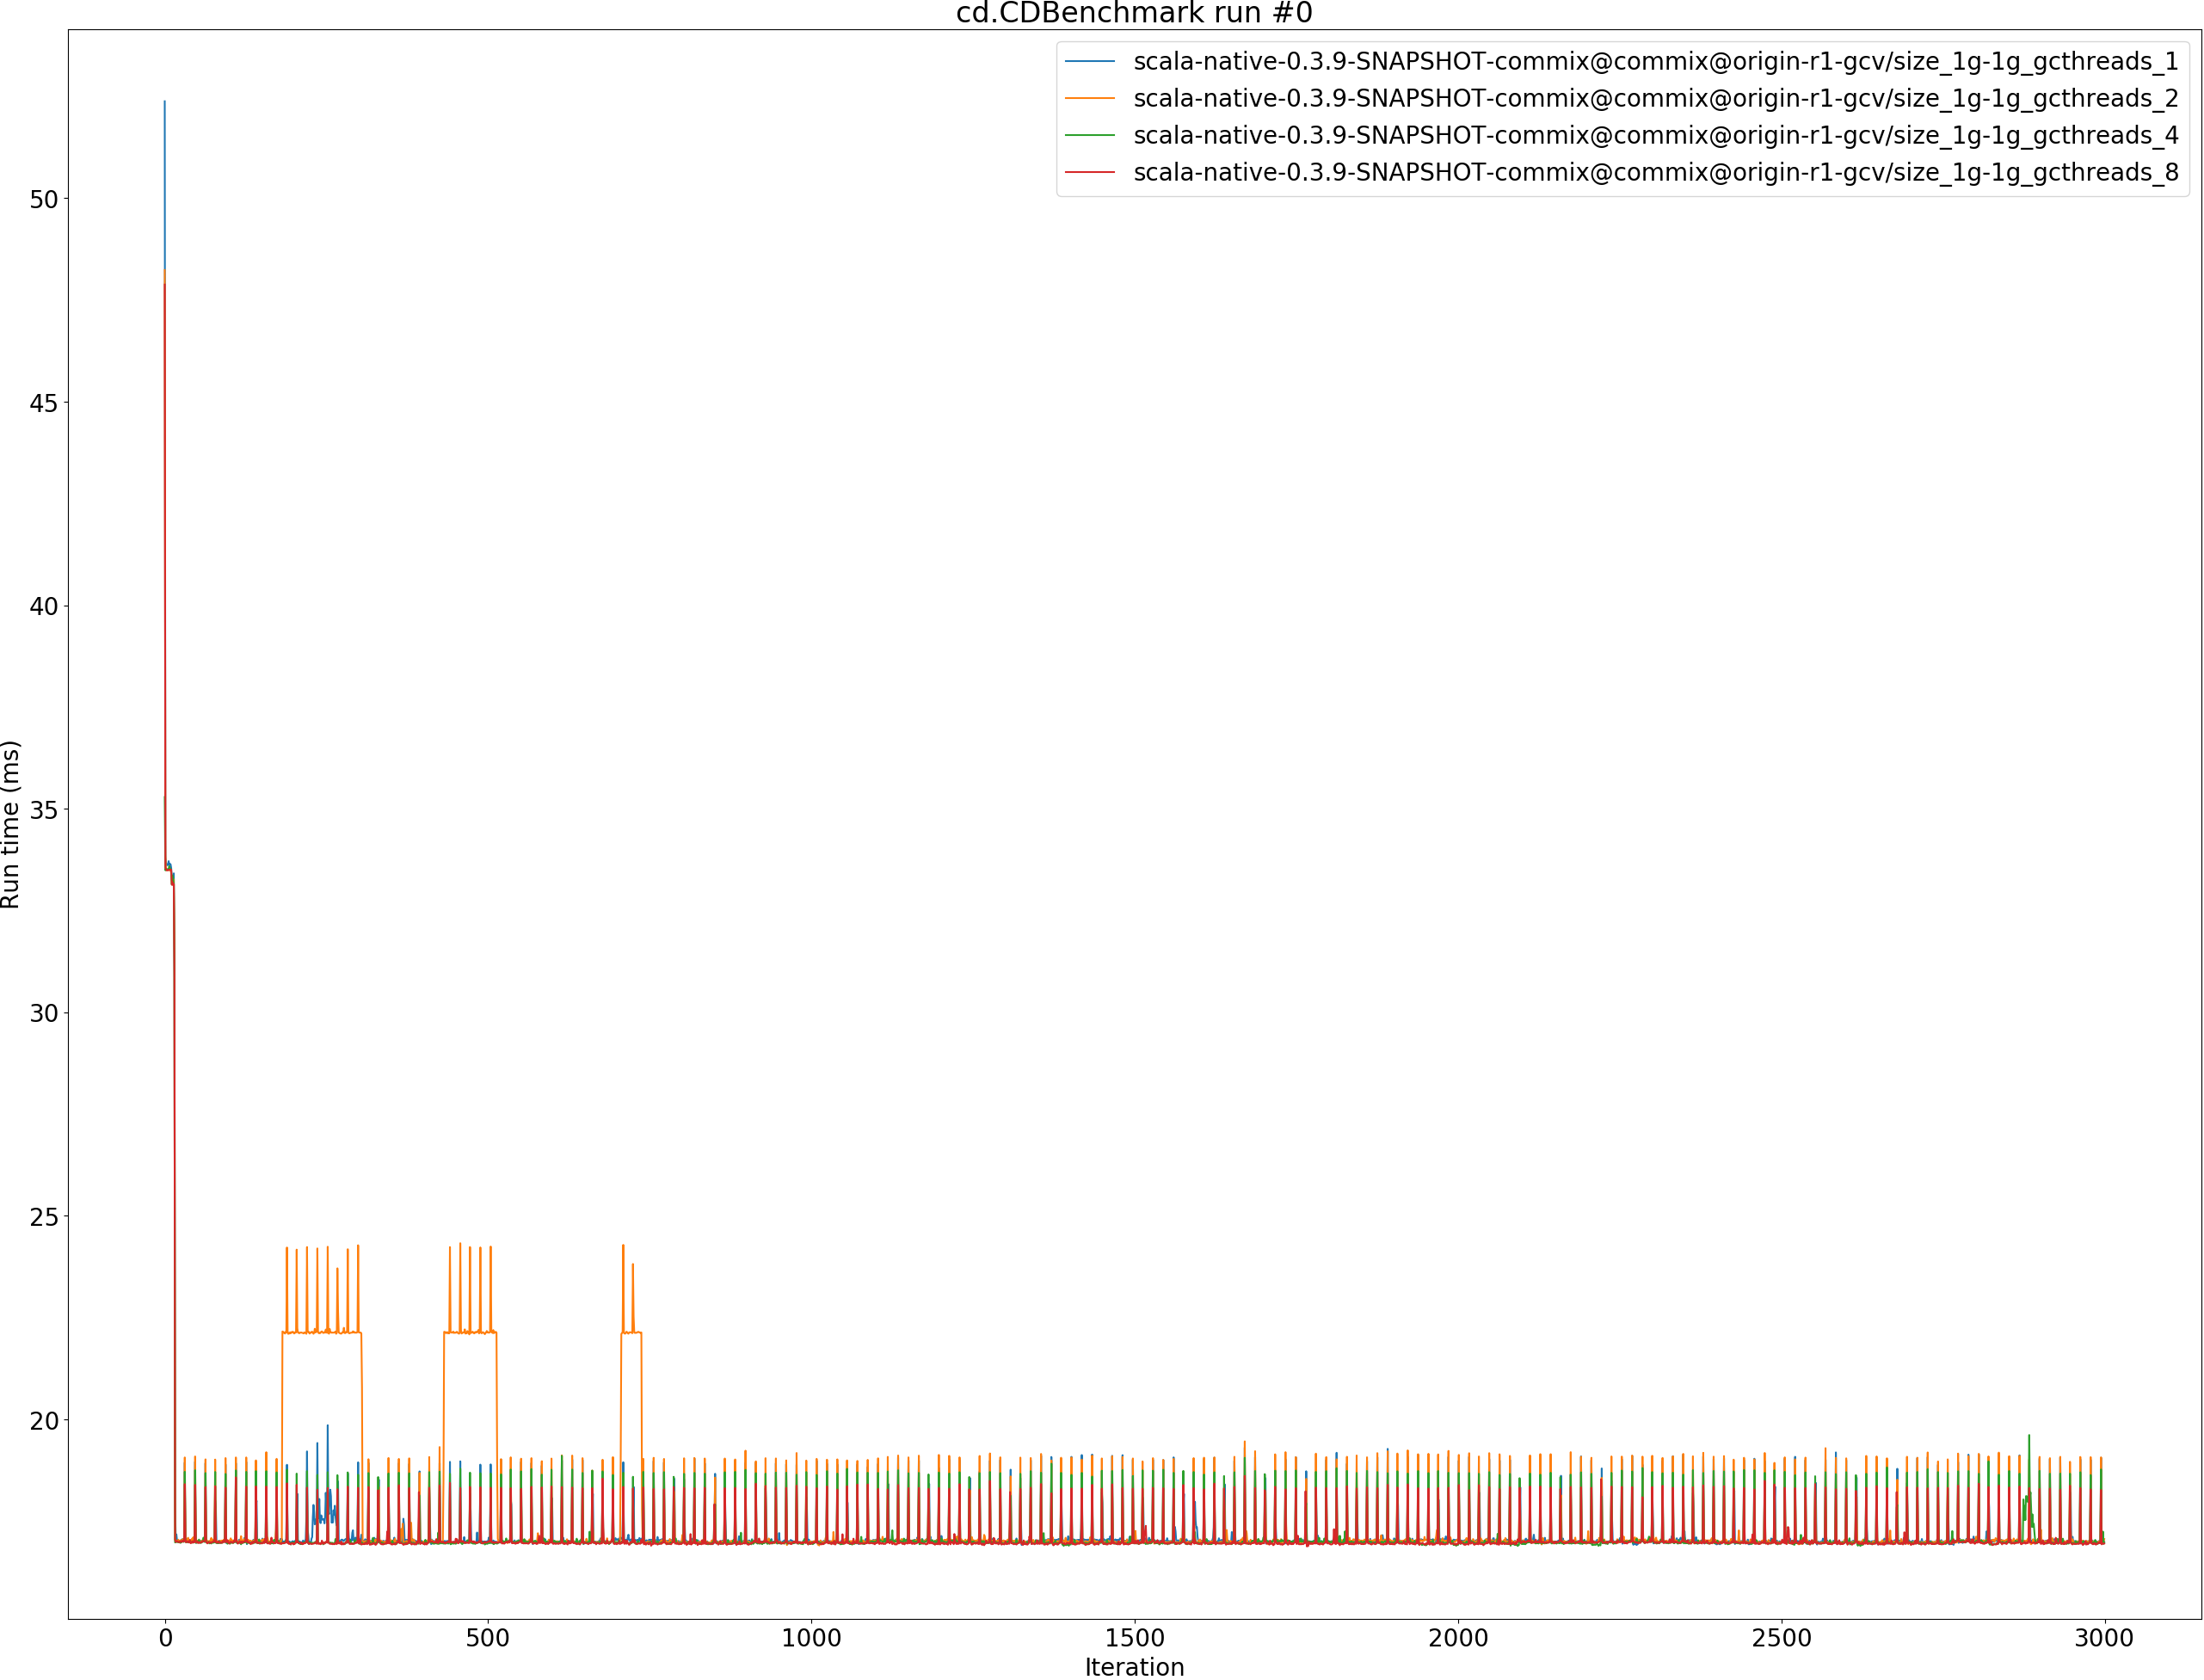 cd.CDBenchmark run #0
scala-native-0.3.9-SNAPSHOT-commix@commix@origin-r1-gcv/size_1g-1g_gcthreads_1
scala-native-0.3.9-SNAPSHOT-commix@commix@origin-r1-gcv/size_1g-1g_gcthreads_2
scala-native-0.3.9-SNAPSHOT-commix@commix@origin-r1-gcv/size_1g-1g_gcthreads_4
scala-native-0.3.9-SNAPSHOT-commix@commix@origin-r1-gcv/size_1g-1g_gcthreads_8
50
45
40
35
30
25
20
Run time (ms)
0 500 1000 1500 2000 2500 3000
Iteration